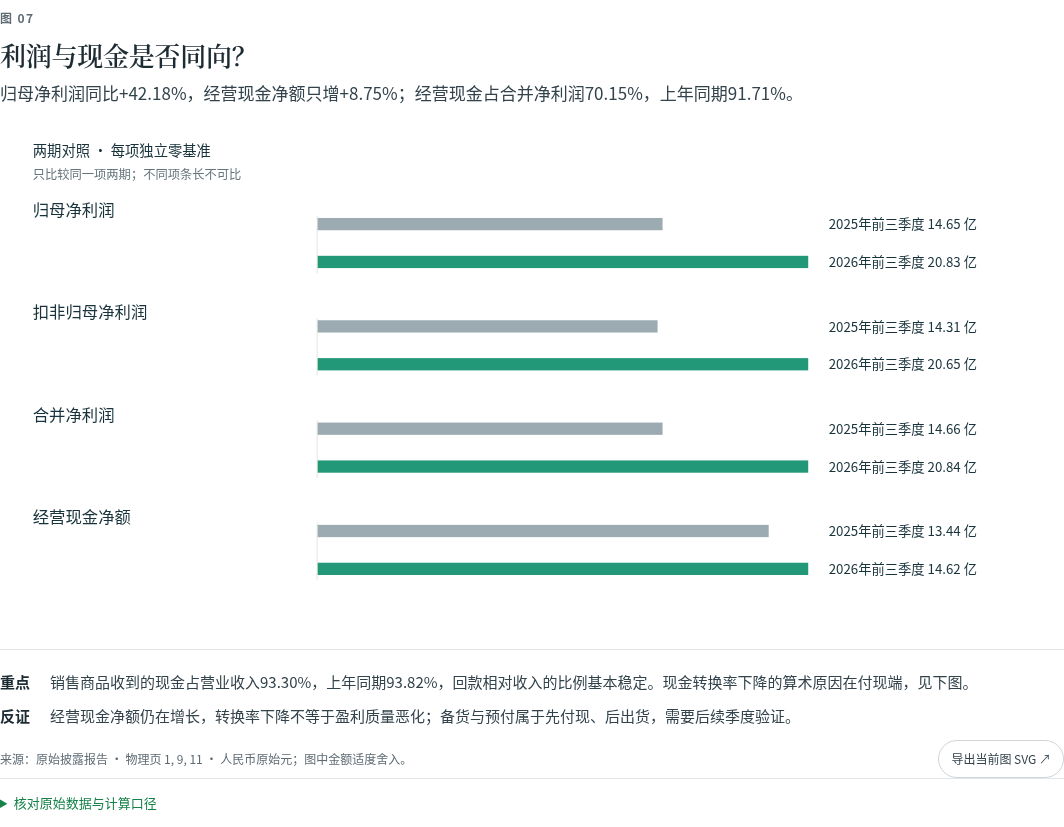 图 07
利润与现金是否同向？
归母净利润同比+42.18%，经营现金净额只增+8.75%；经营现金占合并净利润70.15%，上年同期91.71%。
两期对照 · 每项独立零基准
只比较同一项两期；不同项条长不可比
归母净利润
2025年前三季度 14.65 亿
2026年前三季度 20.83 亿
扣非归母净利润
2025年前三季度 14.31 亿
2026年前三季度 20.65 亿
合并净利润
2025年前三季度 14.66 亿
2026年前三季度 20.84 亿
经营现金净额
2025年前三季度 13.44 亿
2026年前三季度 14.62 亿
重点 销售商品收到的现金占营业收入93.30%，上年同期93.82%，回款相对收入的比例基本稳定。现金转换率下降的算术原因在付现端，见下图。
反证 经营现金净额仍在增长，转换率下降不等于盈利质量恶化；备货与预付属于先付现、后出货，需要后续季度验证。
来源：原始披露报告 · 物理页 1, 9, 11 · 人民币原始元；图中金额适度舍入。
导出当前图 SVG ↗
▶ 核对原始数据与计算口径